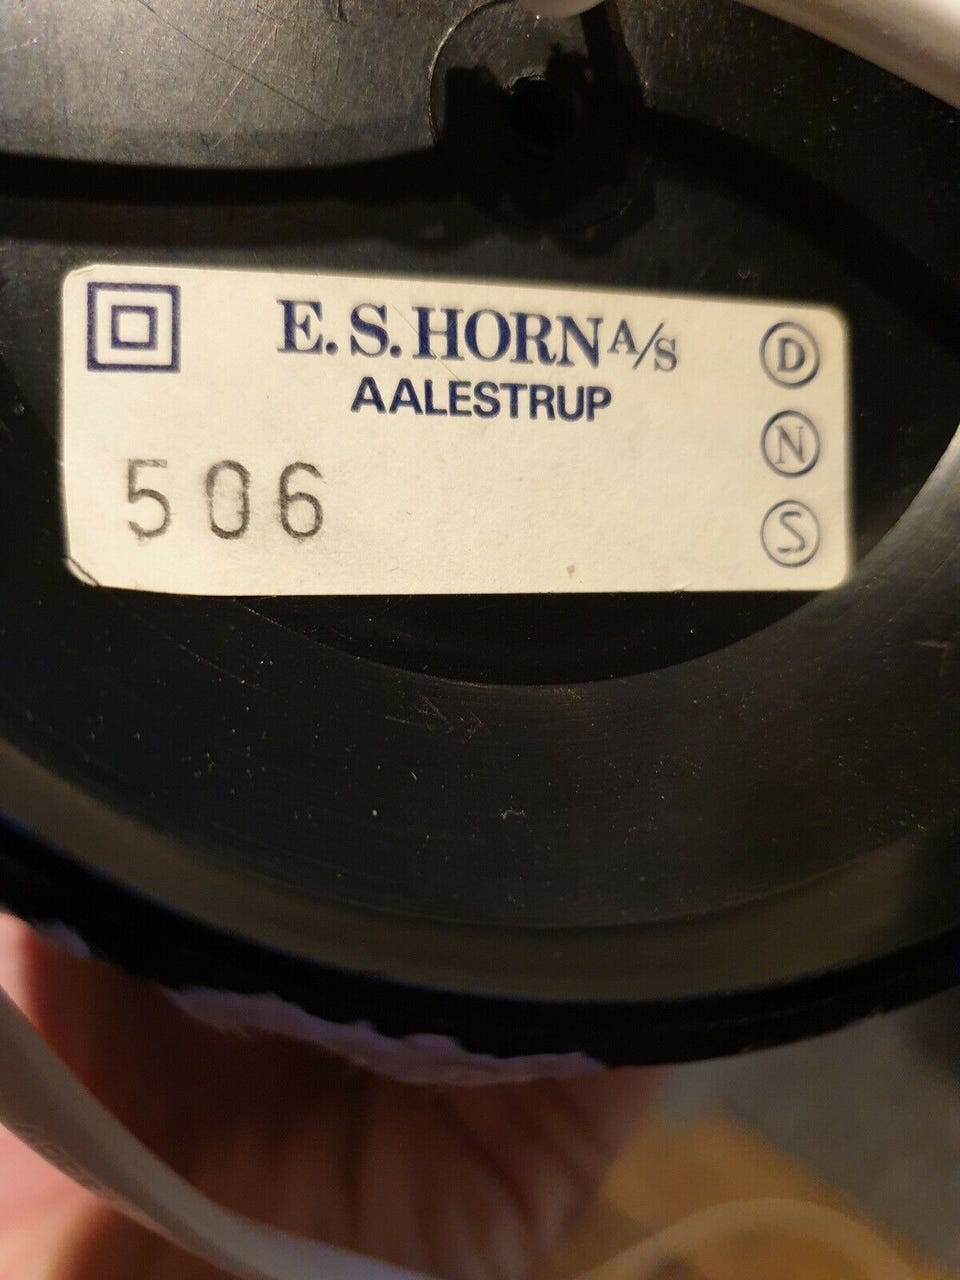 E. S. HORN A/S
AALESTRUP
506
D
N
S